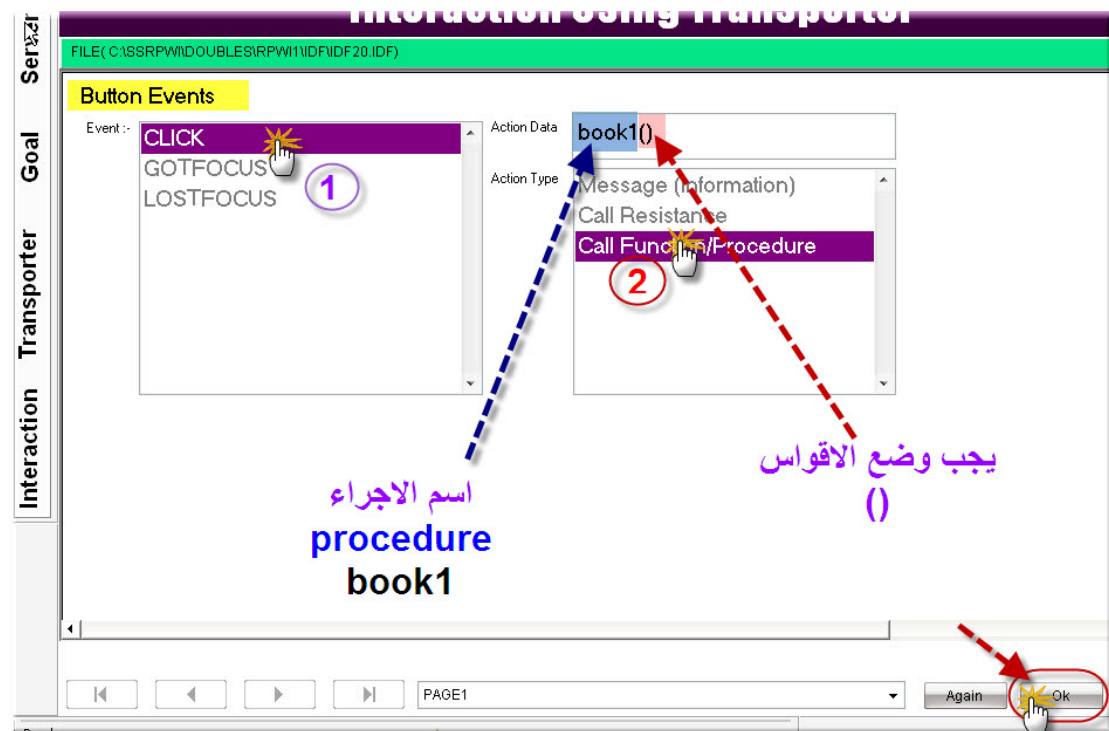 Interaction Using Transporter
FILE( C:\SSRPWI\DOUBLES\RPWI1\IDF\IDF20.IDF)
Server
Goal
Transporter
Interaction
Button Events
Event :-
CLICK
GOTFOCUS
LOSTFOCUS
1
Action Data
book1()
Action Type
Message (Information)
Call Resistance
Call Function/Procedure
2
يجب وضع الاقواس
()
اسم الاجراء
procedure
book1
PAGE1
Again
Ok